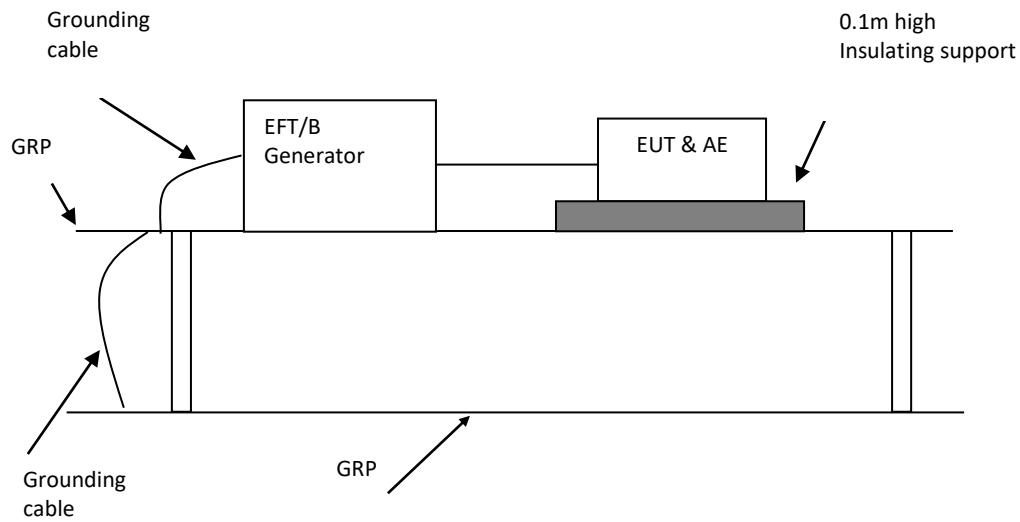 Grounding
cable
0.1m high
Insulating support
GRP
EFT/B
Generator
EUT & AE
Grounding
cable
GRP